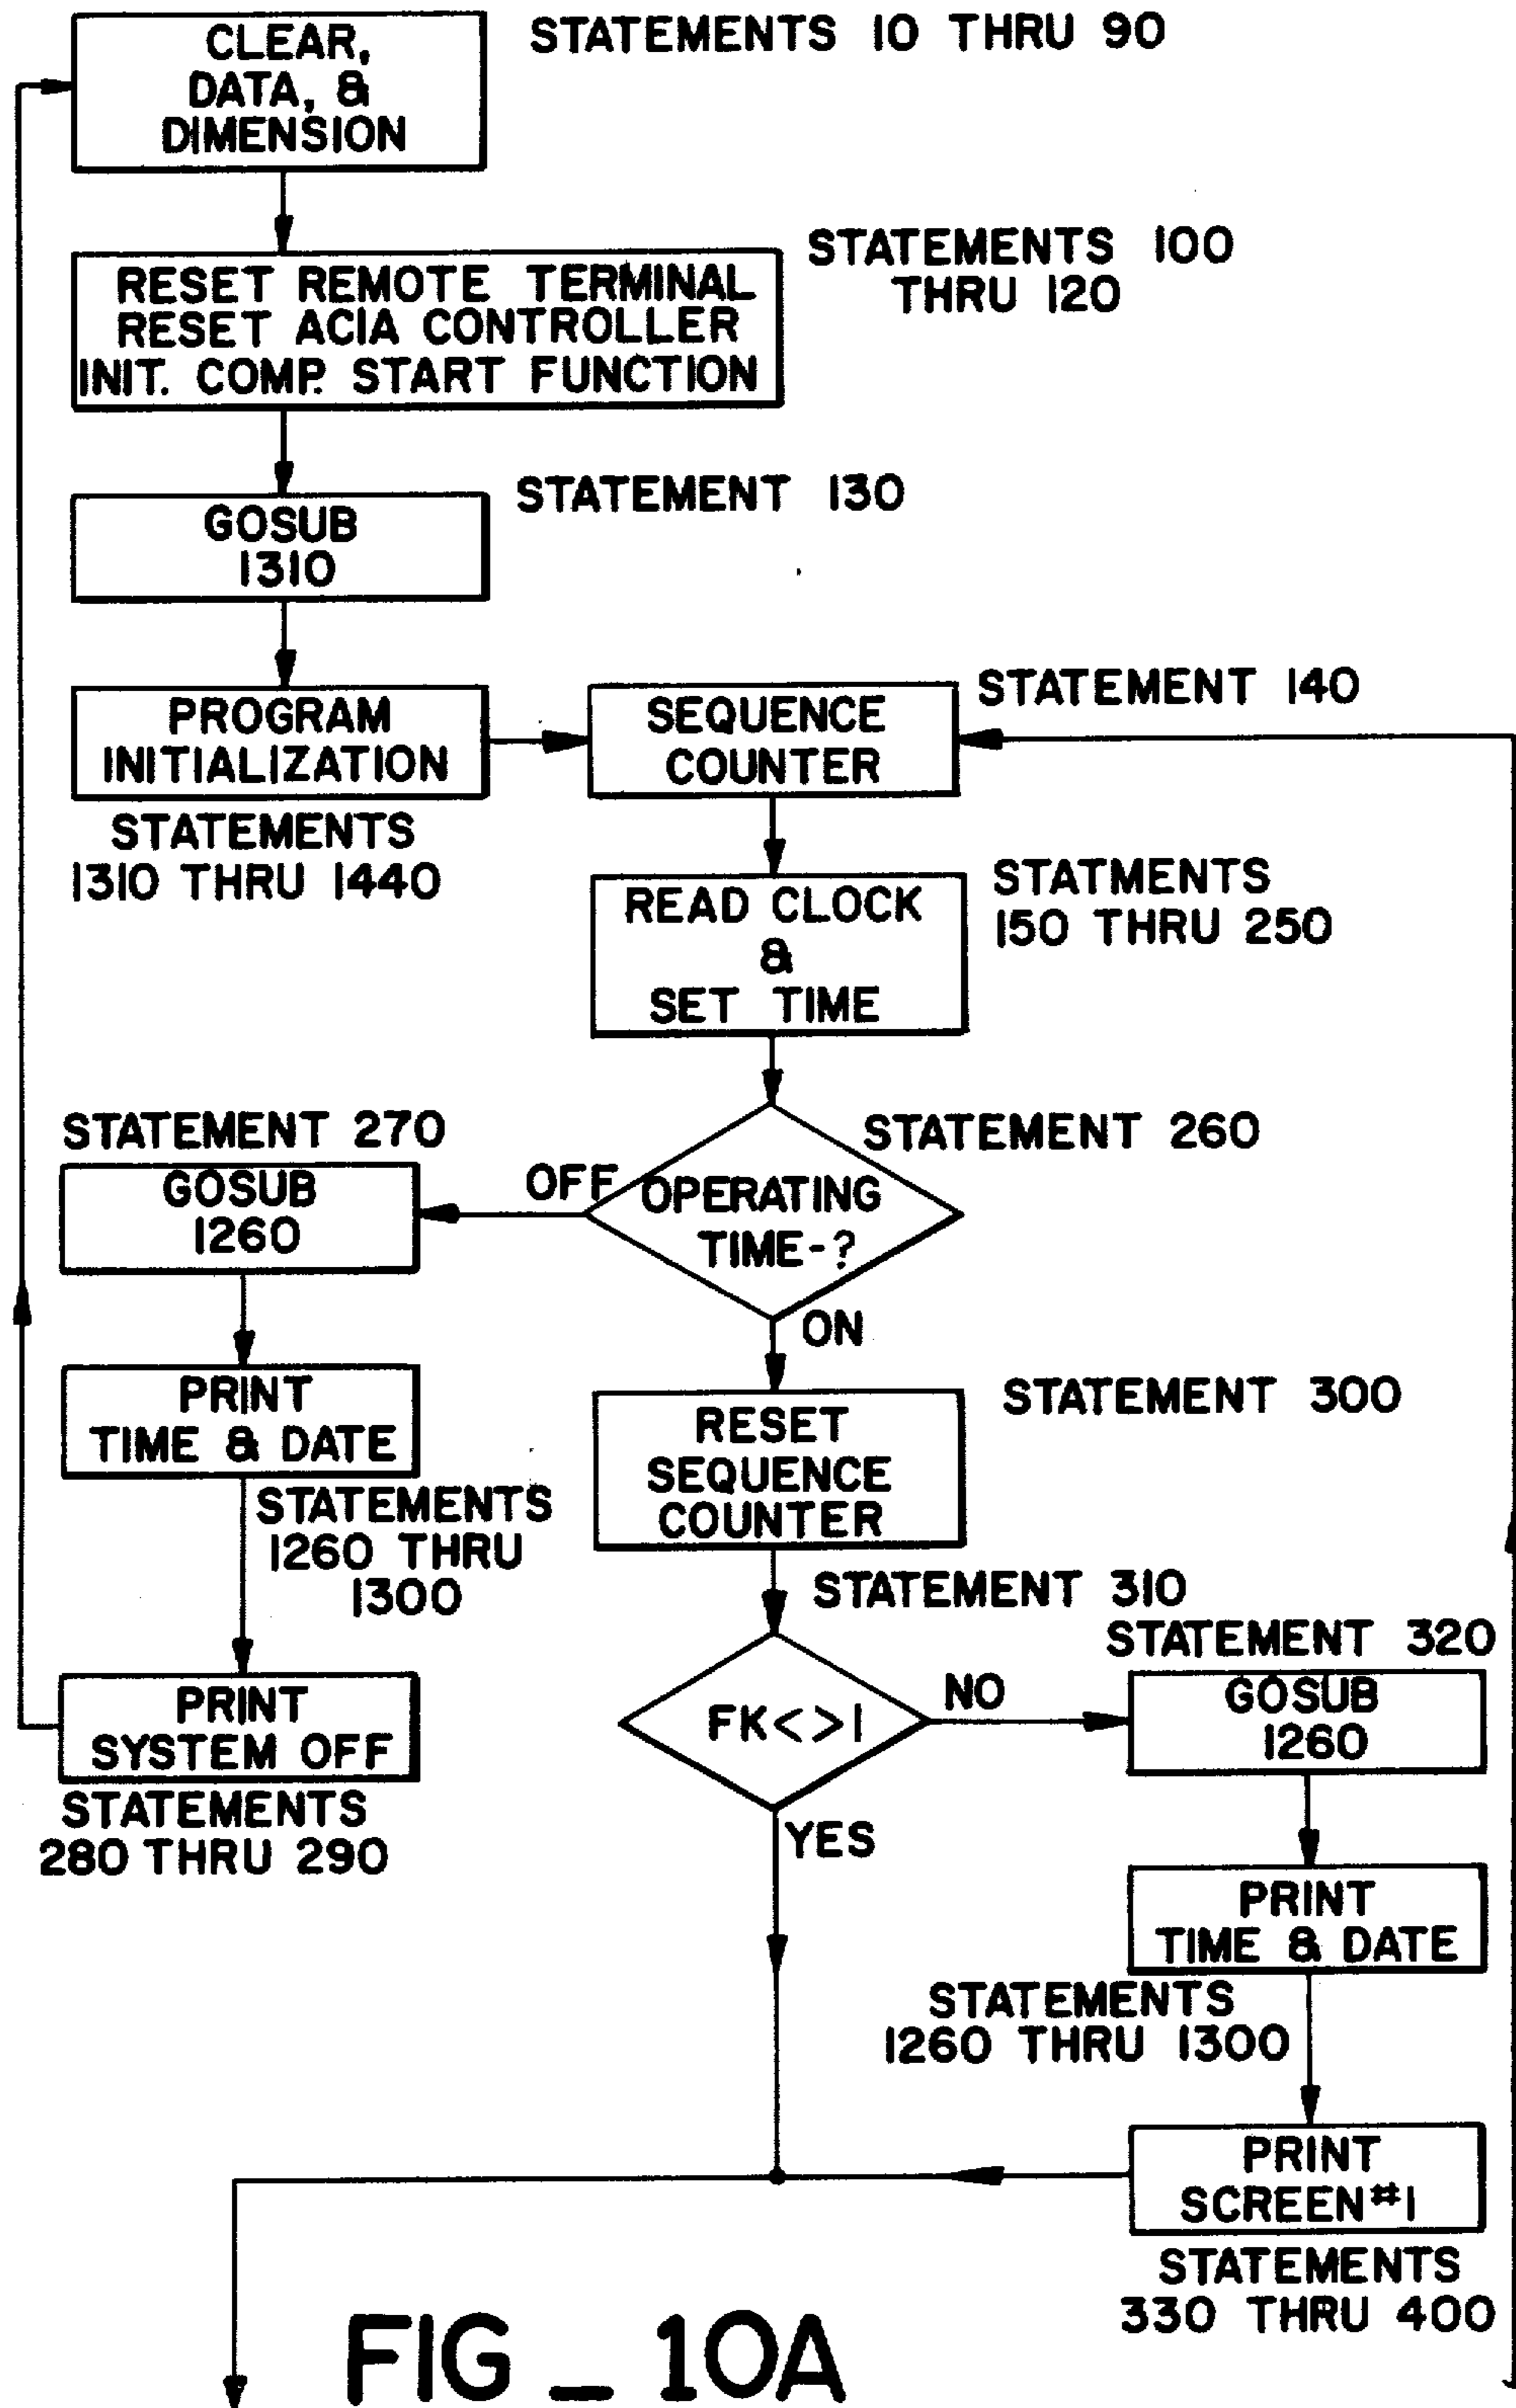 CLEAR,
DATA, &
DIMENSION
STATEMENTS 10 THRU 90
RESET REMOTE TERMINAL
RESET ACIA CONTROLLER
INIT. COMP. START FUNCTION
STATEMENTS 100
THRU 120
GOSUB
1310
STATEMENT 130
PROGRAM
INITIALIZATION
STATEMENTS
1310 THRU 1440
SEQUENCE
COUNTER
STATEMENT 140
READ CLOCK
&
SET TIME
STATMENTS
150 THRU 250
OPERATING
TIME-?
STATEMENT 260
OFF
ON
STATEMENT 270
GOSUB
1260
PRINT
TIME & DATE
STATEMENTS
1260 THRU
1300
PRINT
SYSTEM OFF
STATEMENTS
280 THRU 290
RESET
SEQUENCE
COUNTER
STATEMENT 300
STATEMENT 310
FK<>1
NO
YES
STATEMENT 320
GOSUB
1260
PRINT
TIME & DATE
STATEMENTS
1260 THRU 1300
PRINT
SCREEN#1
STATEMENTS
330 THRU 400
FIG_10A